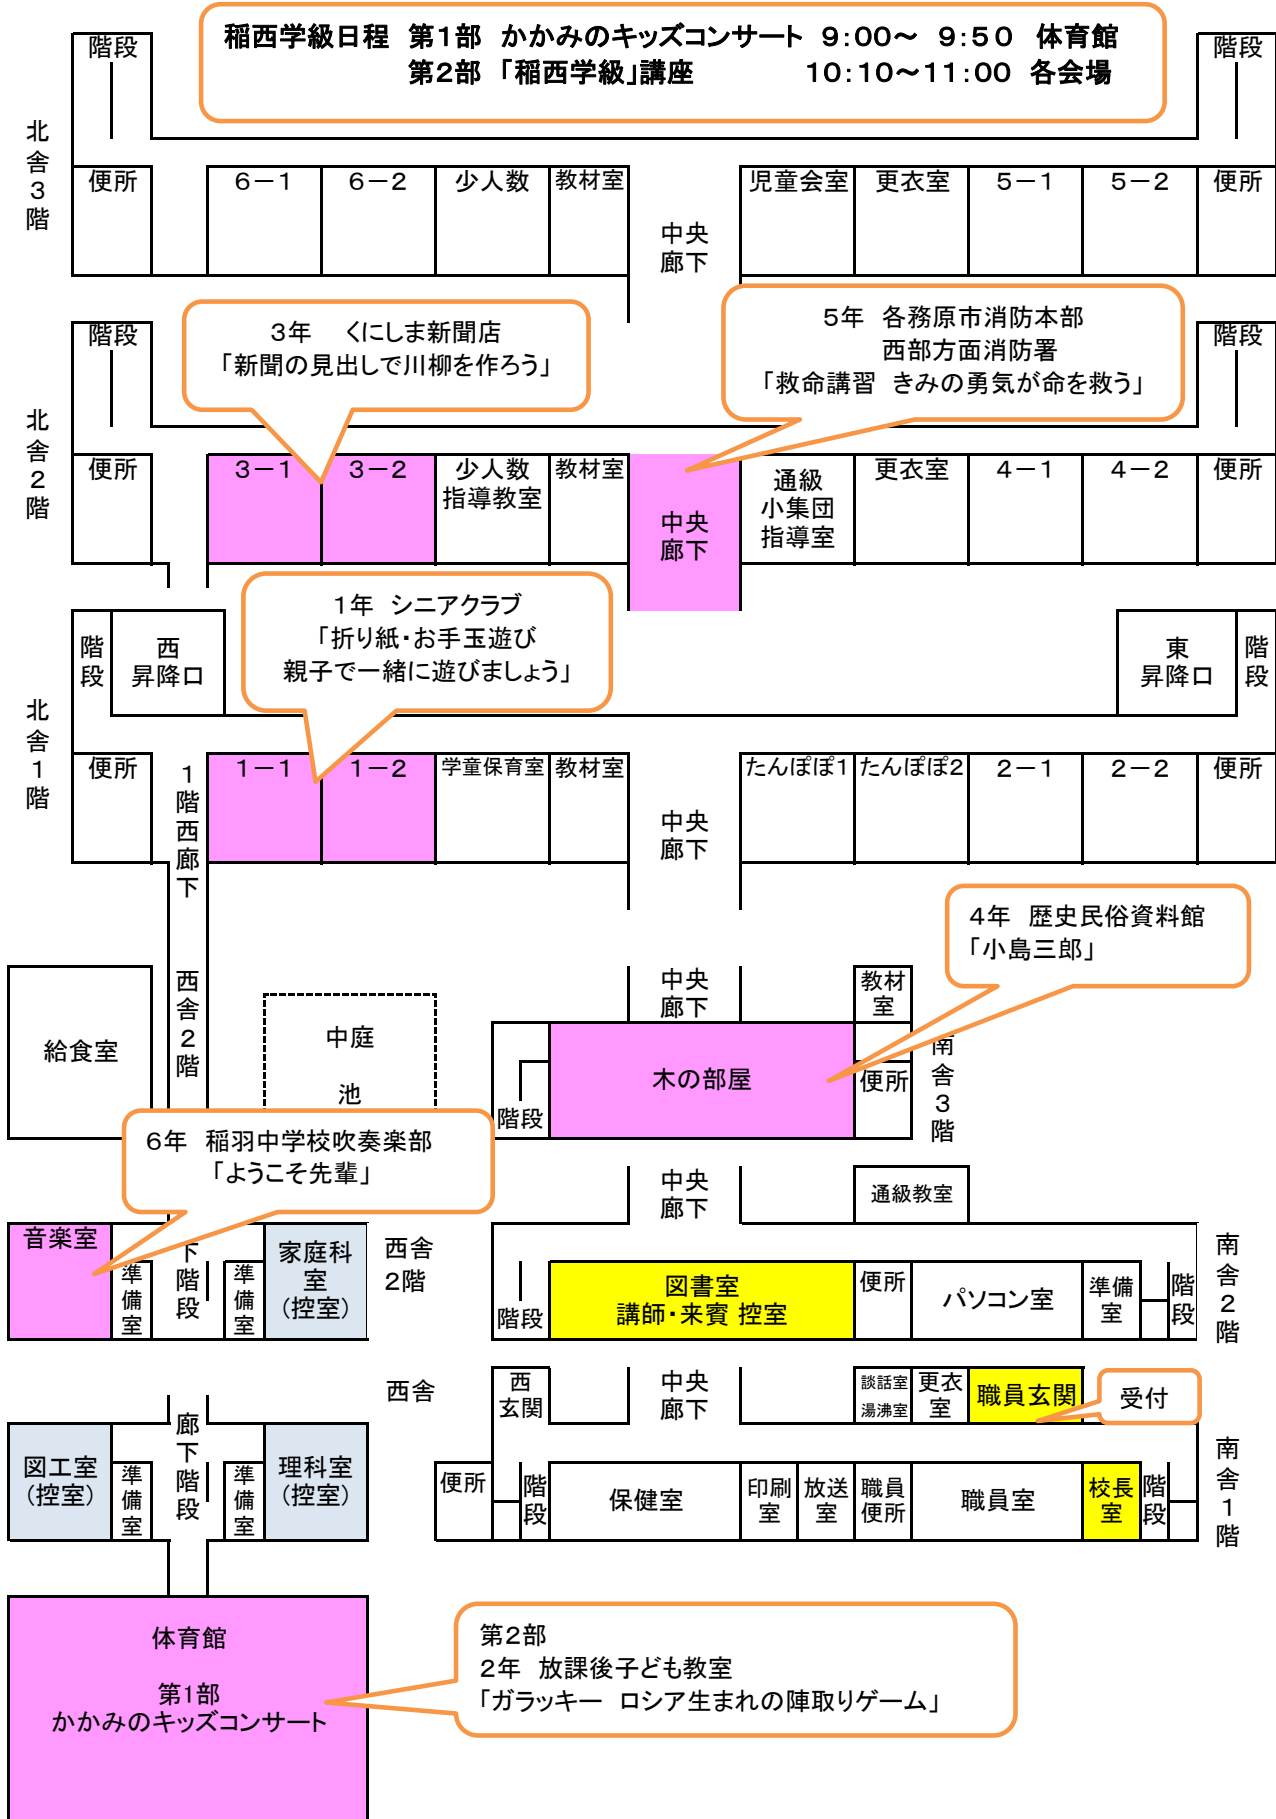 稲西学級日程 第1部 かかみのキッズコンサート 9:00～ 9:50 体育館
第2部 「稲西学級」講座 10:10～11:00 各会場
階段
階段
北舎3階
便所
6－1
6－2
少人数
教材室
中央
廊下
児童会室
更衣室
5－1
5－2
便所
3年 くにしま新聞店
「新聞の見出しで川柳を作ろう」
5年 各務原市消防本部
西部方面消防署
「救命講習 きみの勇気が命を救う」
階段
階段
北舎2階
便所
3－1
3－2
少人数
指導教室
教材室
中央
廊下
通級
小集団
指導室
更衣室
4－1
4－2
便所
1年 シニアクラブ
「折り紙・お手玉遊び
親子で一緒に遊びましょう」
階段
西
昇降口
東
昇降口
階段
北舎1階
便所
1階西廊下
1－1
1－2
学童保育室
教材室
中央
廊下
たんぽぽ1
たんぽぽ2
2－1
2－2
便所
4年 歴史民俗資料館
「小島三郎」
給食室
西舎2階
中庭
池
中央
廊下
教材
室
階段
木の部屋
便所
南舎3階
6年 稲羽中学校吹奏楽部
「ようこそ先輩」
中央
廊下
通級教室
音楽室
準備室
下階段
準備室
家庭科
室
（控室）
西舎
2階
階段
図書室
講師・来賓 控室
便所
パソコン室
準備
室
階段
南舎2階
西舎
西
玄関
中央
廊下
談話室
湯沸室
更衣
室
職員玄関
受付
図工室
（控室）
準備室
廊下階段
準備室
理科室
（控室）
便所
階段
保健室
印刷
室
放送
室
職員
便所
職員室
校長
室
階段
南舎1階
体育館
第1部
かかみのキッズコンサート
第2部
2年 放課後子ども教室
「ガラッキー ロシア生まれの陣取りゲーム」